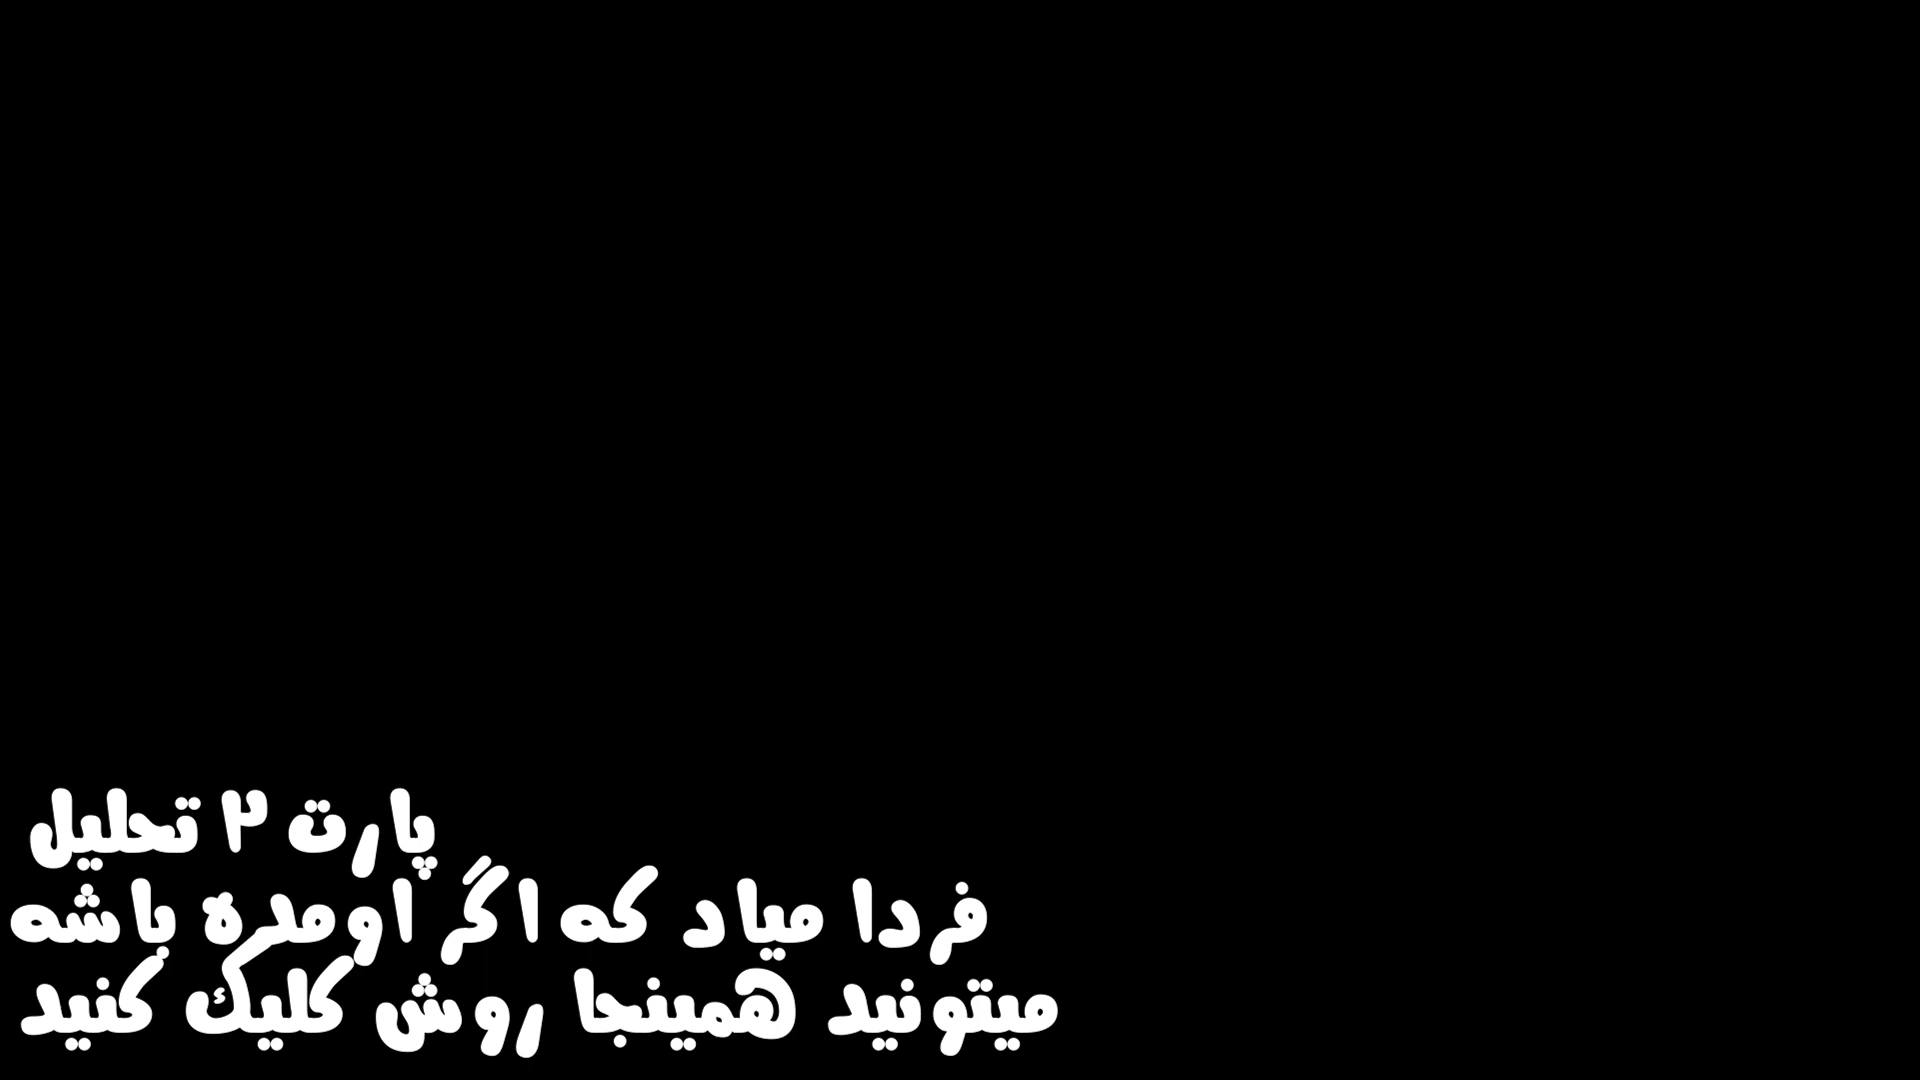 پارت ۲ تحلیل
فردا میاد که اگر اومده باشه
میتونید همینجا روش کلیک کنید